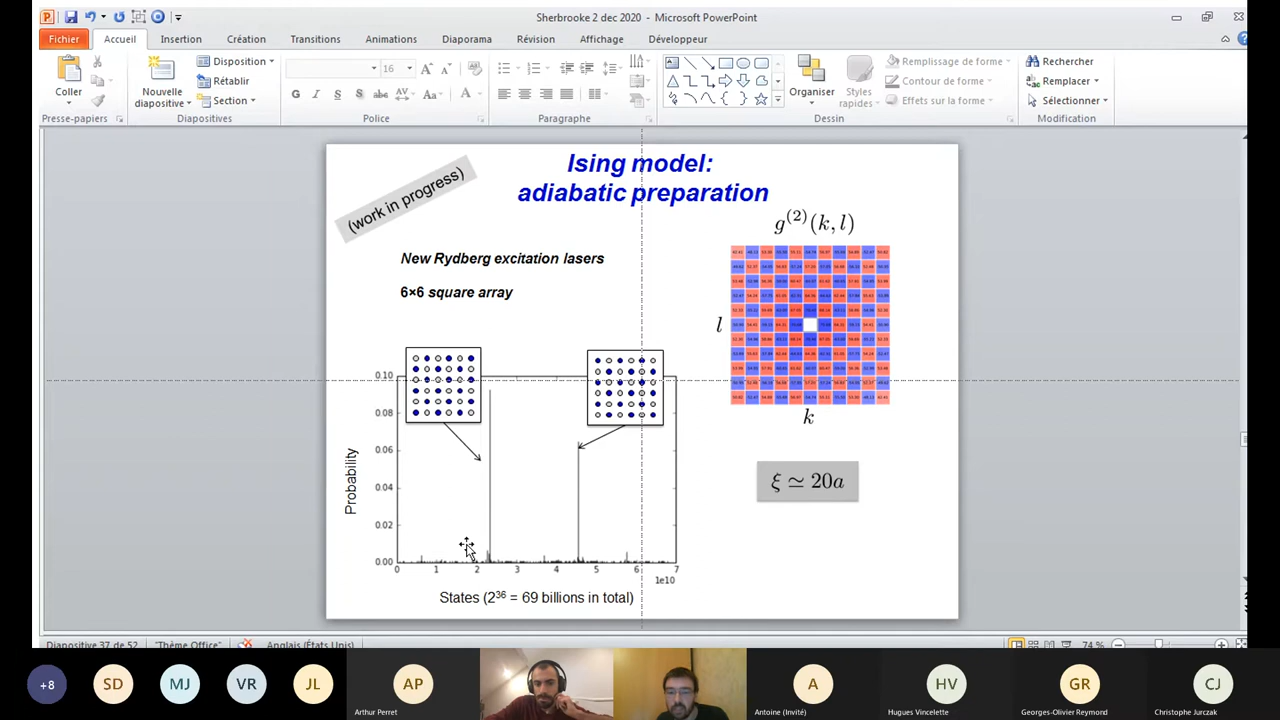 Sherbrooke 2 dec 2020 - Microsoft PowerPoint
Fichier Accueil Insertion Création Transitions Animations Diaporama Révision Affichage Développeur
Coller
Presse-papiers
Nouvelle diapositive
Disposition
Rétablir
Section
Diapositives
16
G I S S abc AV Aa A
Police
Paragraphe
Organiser
Styles rapides
Remplissage de forme
Contour de forme
Effets sur la forme
Dessin
Rechercher
Remplacer
Sélectionner
Modification
(work in progress)
Ising model:
adiabatic preparation
New Rydberg excitation lasers
6×6 square array
g(2)(k, l)
l
k
ξ ≃ 20a
Probability
0.10
0.08
0.06
0.04
0.02
0.00
0 1 2 3 4 5 6 7
1e10
States (2³⁶ = 69 billions in total)
Diapositive 37 de 52 "Thème Office" Anglais (États Unis) 74 %
+8 SD MJ VR JL AP A HV GR CJ
Arthur Perret Antoine (Invité) Hugues Vincelette Georges-Olivier Reymond Christophe Jurczak